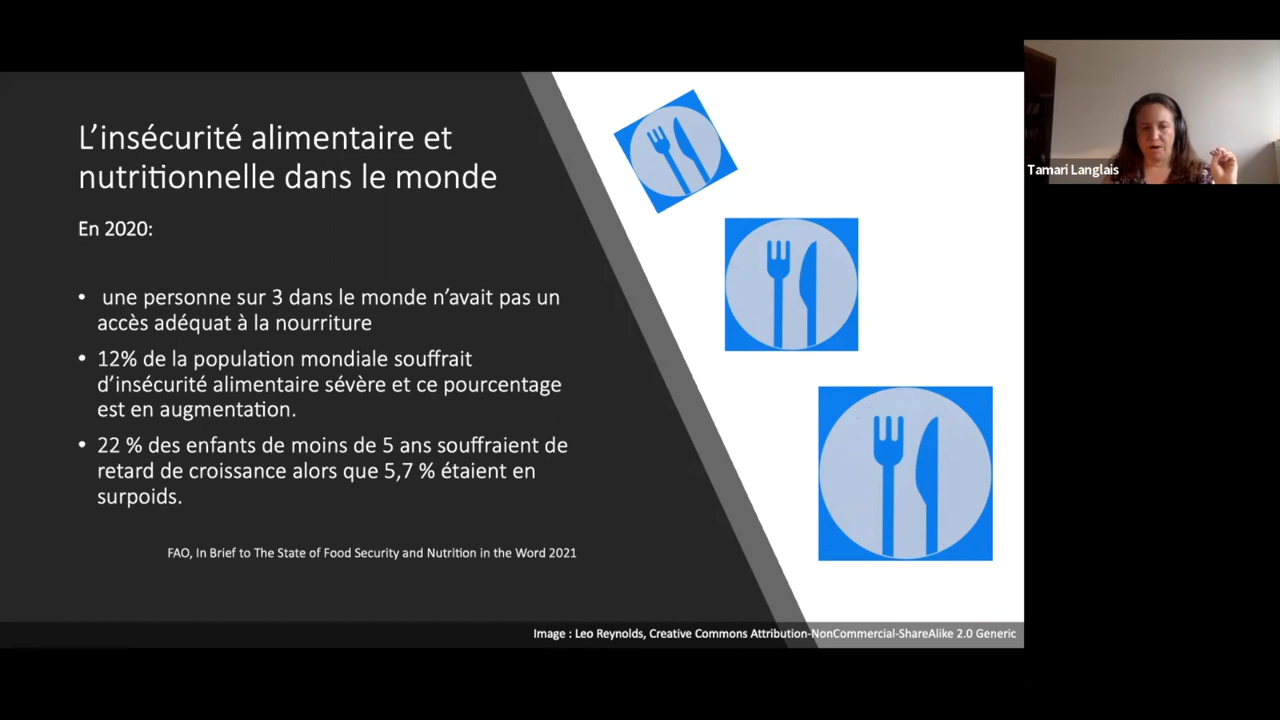 L'insécurité alimentaire et
nutritionnelle dans le monde
En 2020:
• une personne sur 3 dans le monde n'avait pas un
accès adéquat à la nourriture
• 12% de la population mondiale souffrait
d'insécurité alimentaire sévère et ce pourcentage
est en augmentation.
• 22 % des enfants de moins de 5 ans souffraient de
retard de croissance alors que 5,7 % étaient en
surpoids.
FAO, In Brief to The State of Food Security and Nutrition in the Word 2021
Image : Leo Reynolds, Creative Commons Attribution-NonCommercial-ShareAlike 2.0 Generic
Tamari Langlais